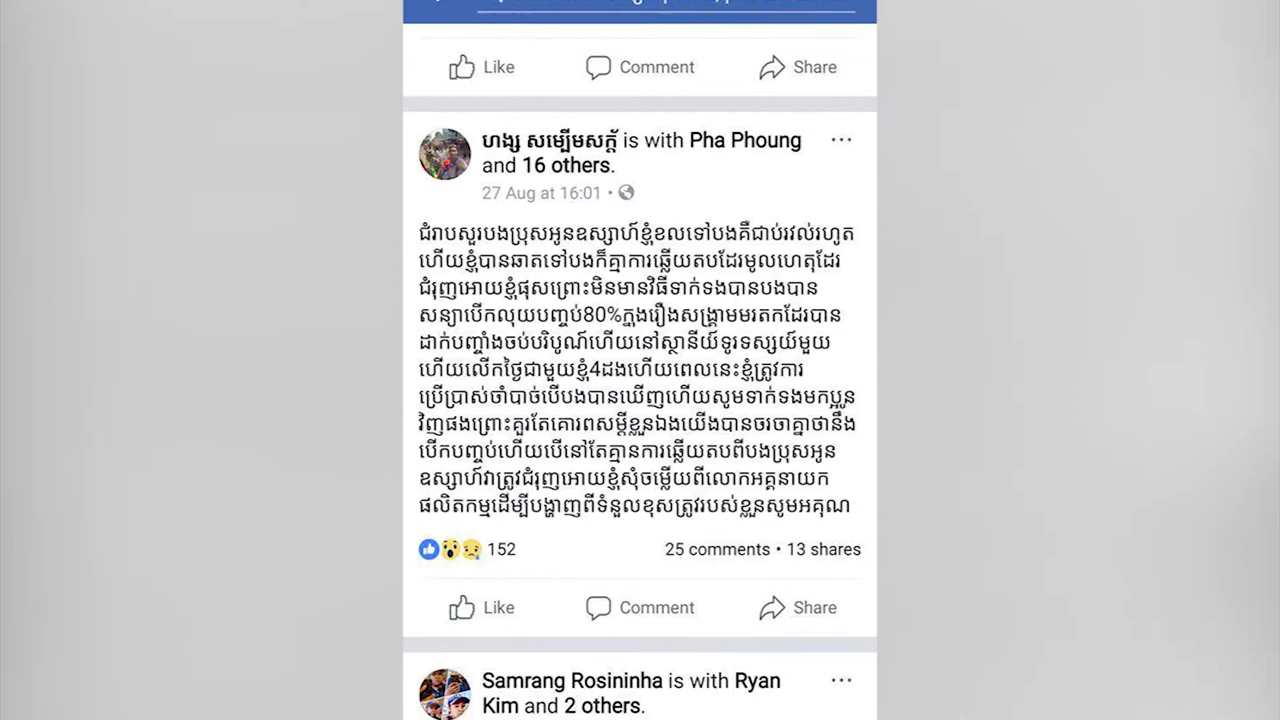 Like Comment Share
ហង្ស សម្បើមសក្ដ័ is with Pha Phoung
and 16 others.
27 Aug at 16:01
ជំរាបសួរបងប្រុសអូនឧស្សាហ៍ខ្ញុំខលទៅបងគឺជាប់រវល់រហូត
ហើយខ្ញុំបានឆាតទៅបងក៏គ្មាការឆ្លើយតបដែរមូលហេតុដែរ
ជំរុញអោយខ្ញុំផុសព្រោះមិនមានវិធីទាក់ទងបានបងបាន
សន្យាបើកលុយបញ្ចប់80%ក្នុងរឿងសង្គ្រាមមរតកដែរបាន
ដាក់បញ្ចាំងចប់បរិបូណ៍ហើយនៅស្ថានីយ៍ទូរទស្សយ៍មួយ
ហើយលើកថ្ងៃជាមួយខ្ញុំ4ដងហើយពេលនេះខ្ញុំត្រូវការ
ប្រើប្រាស់ចាំបាច់បើបងបានឃើញហើយសូមទាក់ទងមកប្អូន
វិញផងព្រោះគួរតែគោរពសម្ដីខ្លួនឯងយើងបានចរចាគ្នាថានឹង
បើកបញ្ចប់ហើយបើនៅតែគ្មានការឆ្លើយតបពីបងប្រុសអូន
ឧស្សាហ៍វាត្រូវជំរុញអោយខ្ញុំសុំចម្លើយពីលោកអគ្គនាយក
ផលិតកម្មដើម្បីបង្ហាញពីទំនួលខុសត្រូវរបស់ខ្លួនសូមអគុណ
152 25 comments • 13 shares
Like Comment Share
Samrang Rosininha is with Ryan
Kim and 2 others.